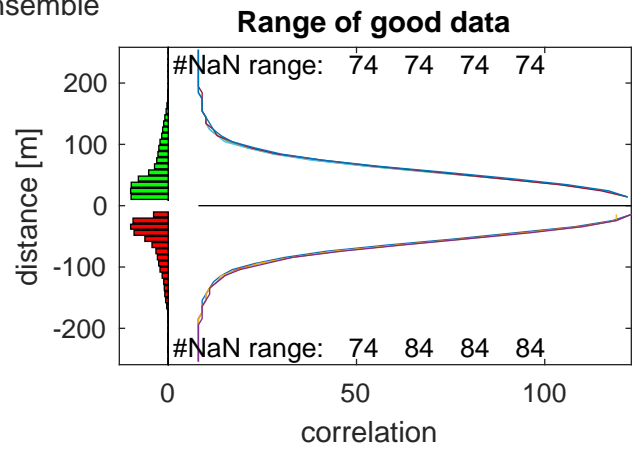 nsemble
Range of good data
#NaN range: 74 74 74 74
200
100
0
-100
-200
distance [m]
#NaN range: 74 84 84 84
0 50 100
correlation